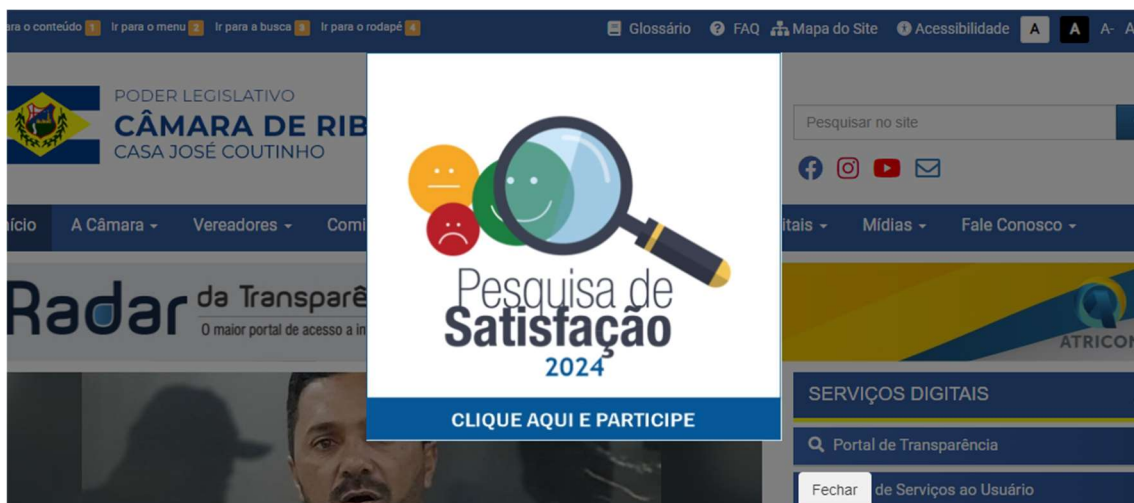 conteúdo 1 Ir para o menu 2 Ir para a busca 3 Ir para o rodapé 4
Glossário FAQ Mapa do Site Acessibilidade A A A- A
PODER LEGISLATIVO
CÂMARA DE RIB
CASA JOSÉ COUTINHO
Pesquisar no site
A Câmara Vereadores Comi
itais Mídias Fale Conosco
Radar da Transparê
O maior portal de acesso a in
ATRICON
Pesquisa de
Satisfação
2024
CLIQUE AQUI E PARTICIPE
SERVIÇOS DIGITAIS
Portal de Transparência
Fechar de Serviços ao Usuário